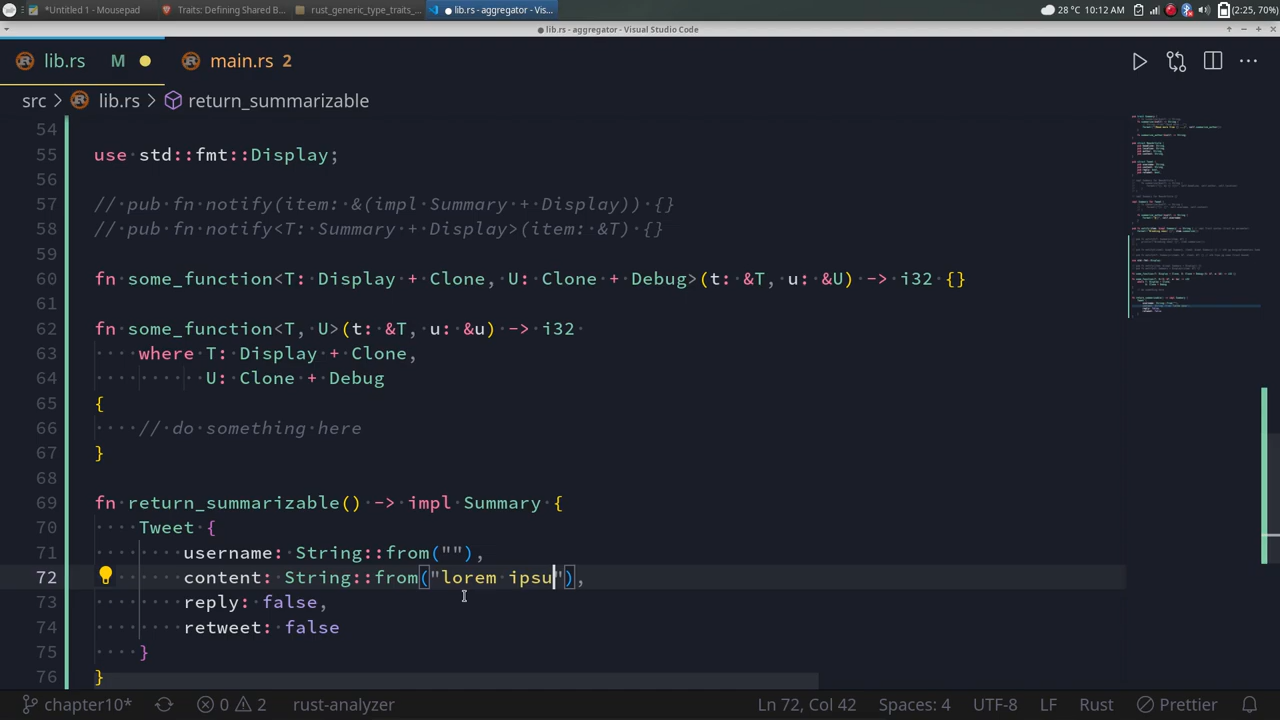 *Untitled 1 - Mousepad
Traits: Defining Shared B...
rust_generic_type_traits_...
● lib.rs - aggregator - Vis...
28 °C
10:12 AM
(2:25, 70%)
● lib.rs - aggregator - Visual Studio Code
lib.rs M ●
main.rs 2
src > lib.rs > return_summarizable
54
55 use std::fmt::Display;
56
57 // pub fn notify(item: &(impl Summary + Display)) {}
58 // pub fn notify<T: Summary + Display>(item: &T) {}
59
60 fn some_function<T: Display + Clone, U: Clone + Debug>(t: &T, u: &U) -> i32 {}
61
62 fn some_function<T, U>(t: &T, u: &u) -> i32
63 where T: Display + Clone,
64 U: Clone + Debug
65 {
66 // do something here
67 }
68
69 fn return_summarizable() -> impl Summary {
70 Tweet {
71 username: String::from(""),
72 content: String::from("lorem ipsu"),
73 reply: false,
74 retweet: false
75 }
76 }
chapter10* 0 2 rust-analyzer Ln 72, Col 42 Spaces: 4 UTF-8 LF Rust Prettier